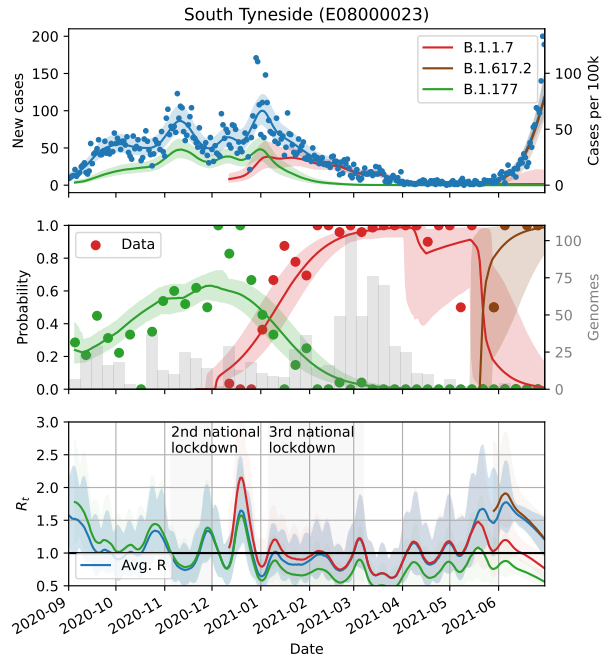 South Tyneside (E08000023)
200
150
100
50
0
New cases
B.1.1.7
B.1.617.2
B.1.177
100
50
0
Cases per 100k
1.0
0.8
0.6
0.4
0.2
0.0
Probability
Data
100
75
50
25
0
Genomes
3.0
2.5
2.0
1.5
1.0
0.5
Rt
2nd national
lockdown
3rd national
lockdown
Avg. R
2020-09
2020-10
2020-11
2020-12
2021-01
2021-02
2021-03
2021-04
2021-05
2021-06
Date